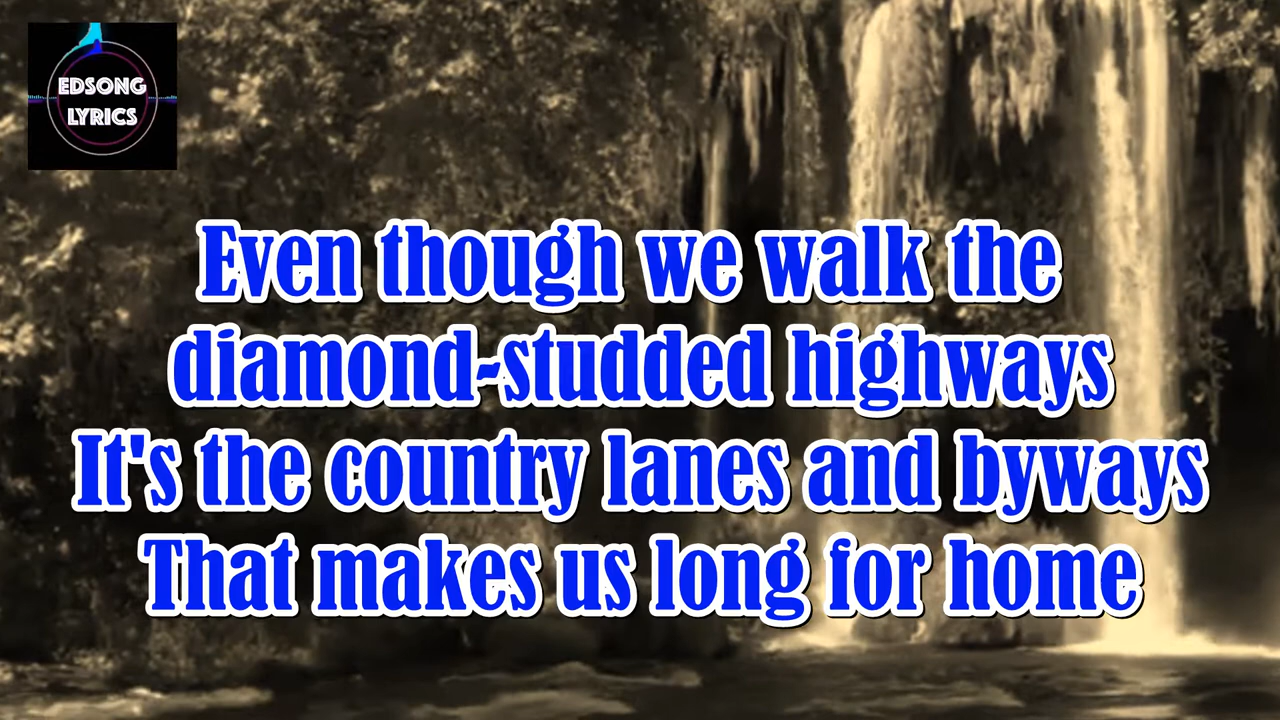 EDSONG
LYRICS
Even though we walk the
diamond-studded highways
It's the country lanes and byways
That makes us long for home